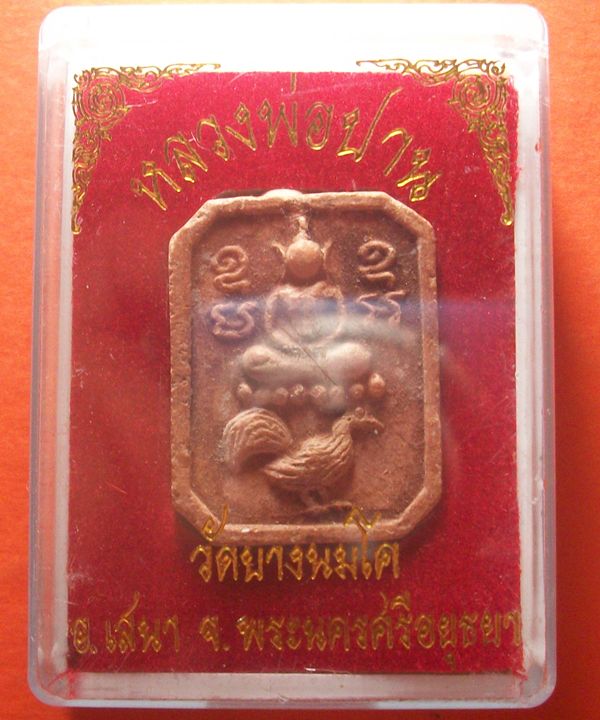 หลวงพ่อปาน
วัดบางนมโค
อ.เสนา จ.พระนครศรีอยุธยา